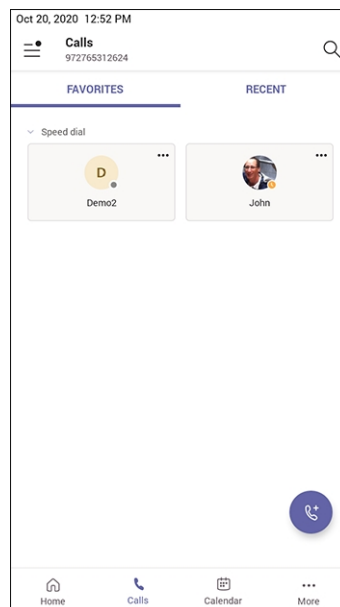 Oct 20, 2020 12:52 PM
Calls
972765312624
FAVORITES RECENT
Speed dial
D
Demo2 John
Home Calls Calendar More